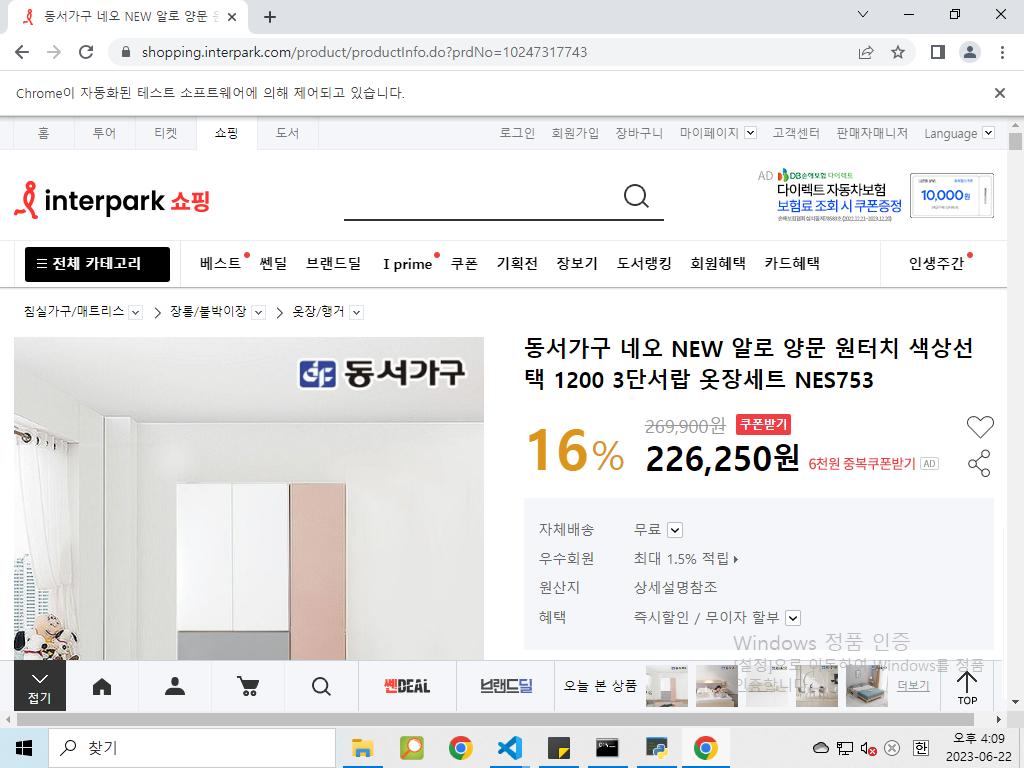 동서가구 네오 NEW 알로 양문 원
shopping.interpark.com/product/productInfo.do?prdNo=10247317743
Chrome이 자동화된 테스트 소프트웨어에 의해 제어되고 있습니다.
홈 투어 티켓 쇼핑 도서 로그인 회원가입 장바구니 마이페이지 고객센터 판매자매니저 Language
interpark 쇼핑
AD DB손해보험 다이렉트
다이렉트 자동차보험
보험료 조회 시 쿠폰증정
10,000원
전체 카테고리 베스트 쎈딜 브랜드딜 I prime 쿠폰 기획전 장보기 도서랭킹 회원혜택 카드혜택 인생주간
침실가구/매트리스 장롱/붙박이장 옷장/행거
동서가구
동서가구 네오 NEW 알로 양문 원터치 색상선
택 1200 3단서랍 옷장세트 NES753
16% 269,900원 쿠폰받기
226,250원 6천원 중복쿠폰받기 AD
자체배송 무료
우수회원 최대 1.5% 적립
원산지 상세설명참조
혜택 즉시할인 / 무이자 할부
Windows 정품 인증
[설정]으로 이동하여 Windows를 정품
인증합니다.
접기 쎈DEAL 브랜드딜 오늘 본 상품 더보기 TOP
찾기
한 오후 4:09
2023-06-22